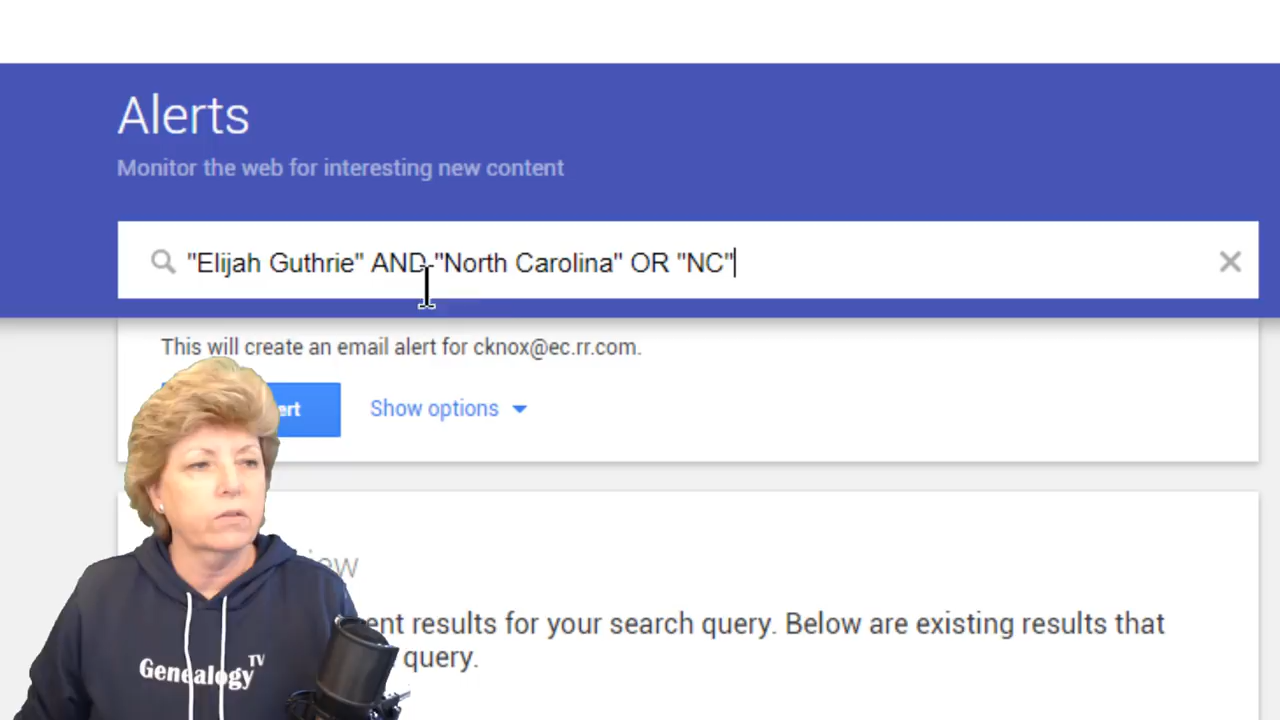 Alerts
Monitor the web for interesting new content
"Elijah Guthrie" AND "North Carolina" OR "NC"
This will create an email alert for cknox@ec.rr.com.
Show options
results for your search query. Below are existing results that
query.
Genealogy TV